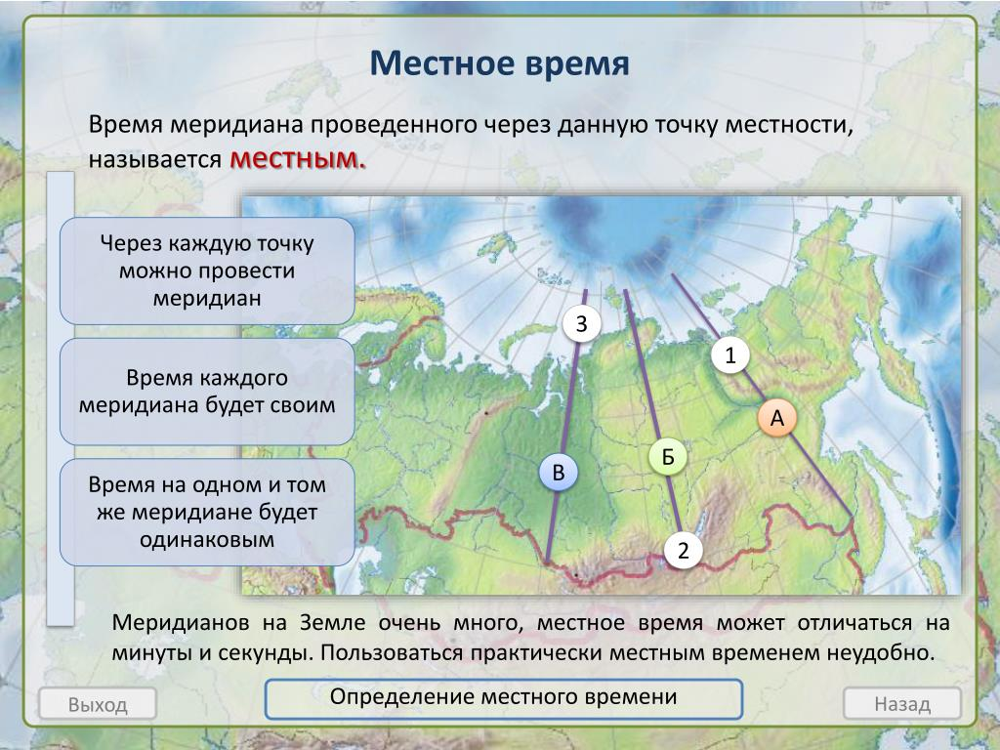 Местное время
Время меридиана проведенного через данную точку местности,
называется местным.
Через каждую точку
можно провести
меридиан
Время каждого
меридиана будет своим
Время на одном и том
же меридиане будет
одинаковым
3
1
А
Б
В
2
Меридианов на Земле очень много, местное время может отличаться на
минуты и секунды. Пользоваться практически местным временем неудобно.
Выход
Определение местного времени
Назад